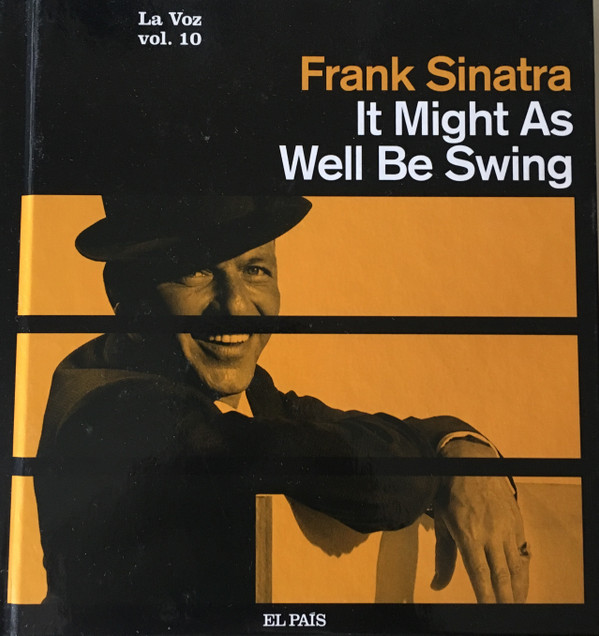 La Voz
vol. 10
Frank Sinatra
It Might As
Well Be Swing
EL PAÍS